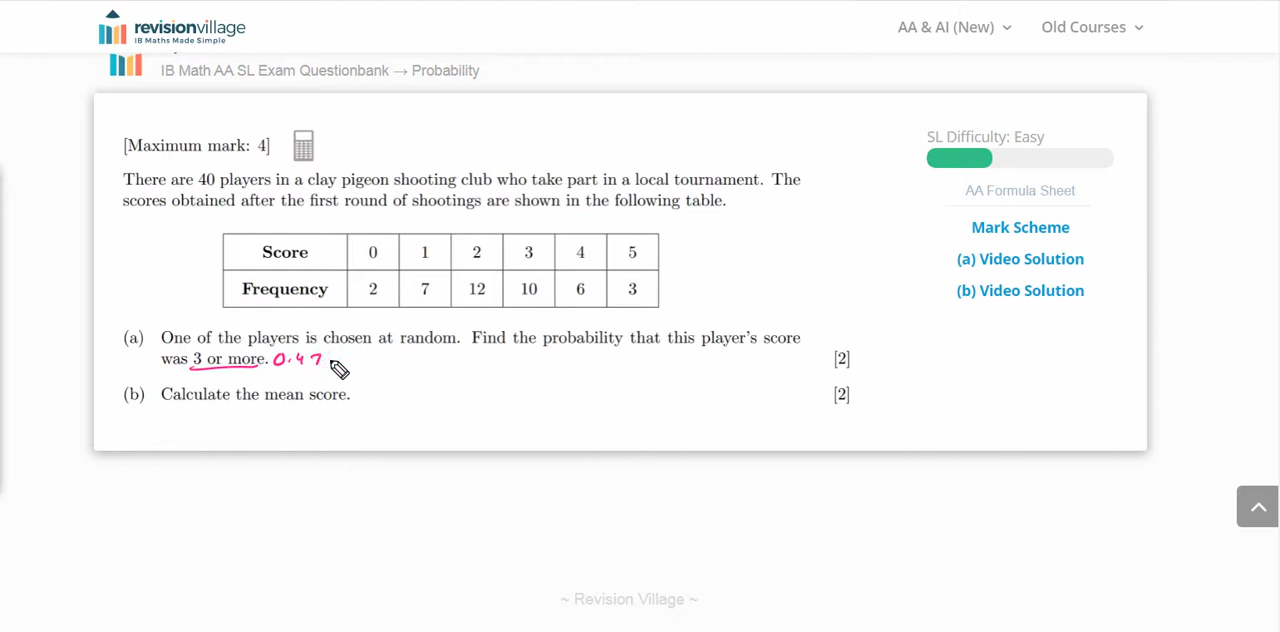 revisionvillage
IB Maths Made Simple
AA & AI (New)
Old Courses
IB Math AA SL Exam Questionbank → Probability
[Maximum mark: 4]
SL Difficulty: Easy
There are 40 players in a clay pigeon shooting club who take part in a local tournament. The
scores obtained after the first round of shootings are shown in the following table.
AA Formula Sheet
Mark Scheme
(a) Video Solution
(b) Video Solution
Score 0 1 2 3 4 5
Frequency 2 7 12 10 6 3
(a) One of the players is chosen at random. Find the probability that this player's score
was 3 or more. 0.47 [2]
(b) Calculate the mean score. [2]
~ Revision Village ~